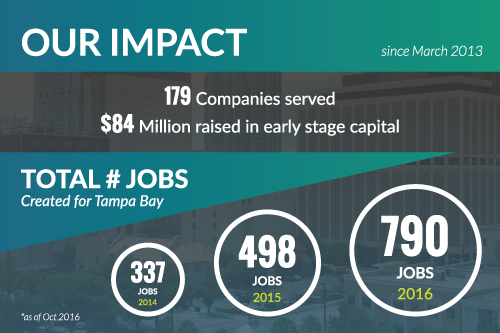 OUR IMPACT
since March 2013
179 Companies served
$84 Million raised in early stage capital
TOTAL # JOBS
Created for Tampa Bay
337
JOBS
2014
498
JOBS
2015
790
JOBS
2016
*as of Oct 2016